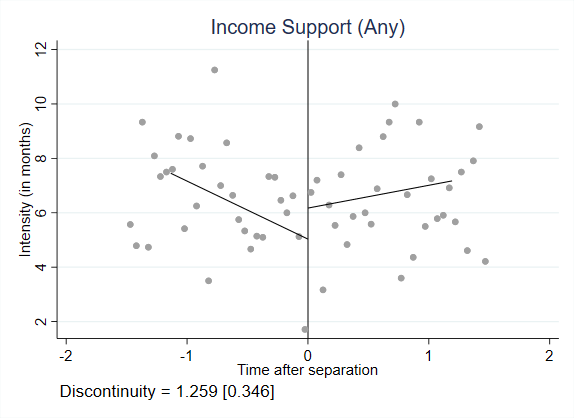 Income Support (Any)
12
10
8
6
4
2
Intensity (in months)
-2 -1 0 1 2
Time after separation
Discontinuity = 1.259 [0.346]